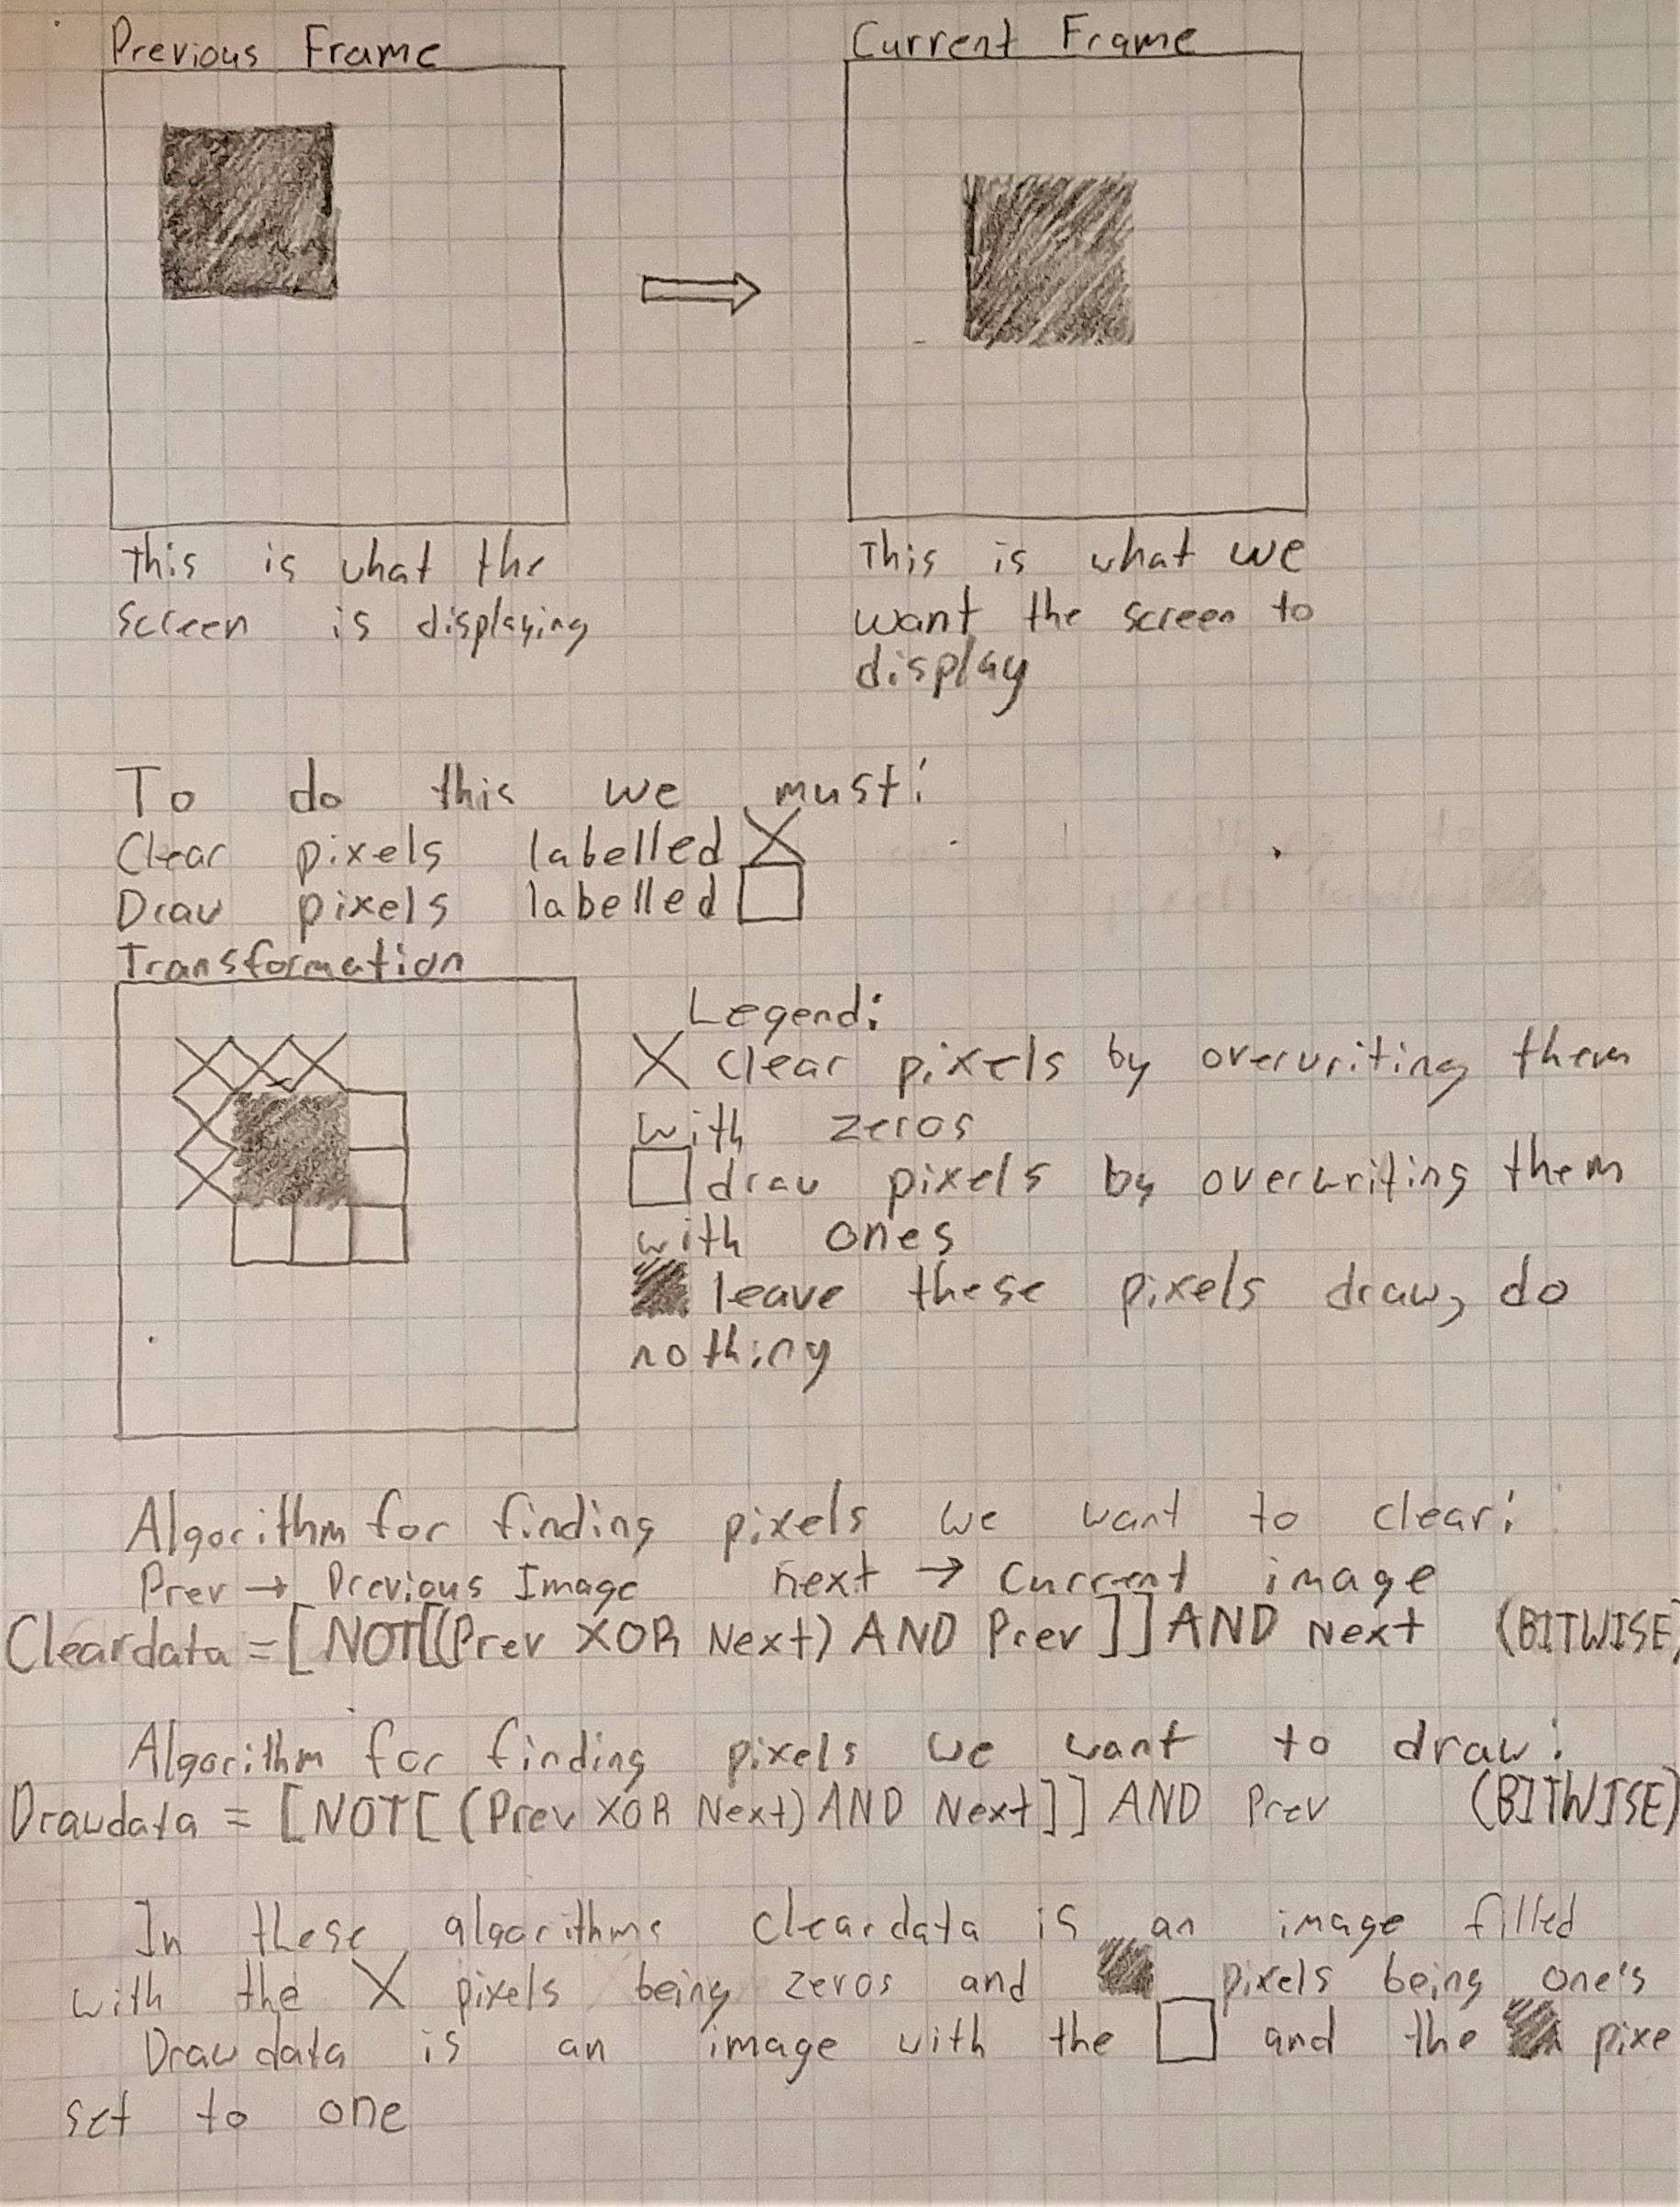 Previous Frame
Current Frame
This is what the
screen is displaying
This is what we
want the screen to
display
To do this we must:
Clear pixels labelled X
Draw pixels labelled
Transformation
Legend:
X clear pixels by overwriting them
with zeros
draw pixels by overwriting them
with ones
leave these pixels draw, do
nothing
Algorithm for finding pixels we want to clear:
Prev → Previous Image next → Current image
Cleardata = [NOT[(Prev XOR Next) AND Prev]] AND Next (BITWISE)
Algorithm for finding pixels we want to draw:
Drawdata = [NOT[(Prev XOR Next) AND Next]] AND Prev (BITWISE)
In these algorithms cleardata is an image filled
with the X pixels being zeros and pixels being one's
Drawdata is an image with the and the pixe
set to one